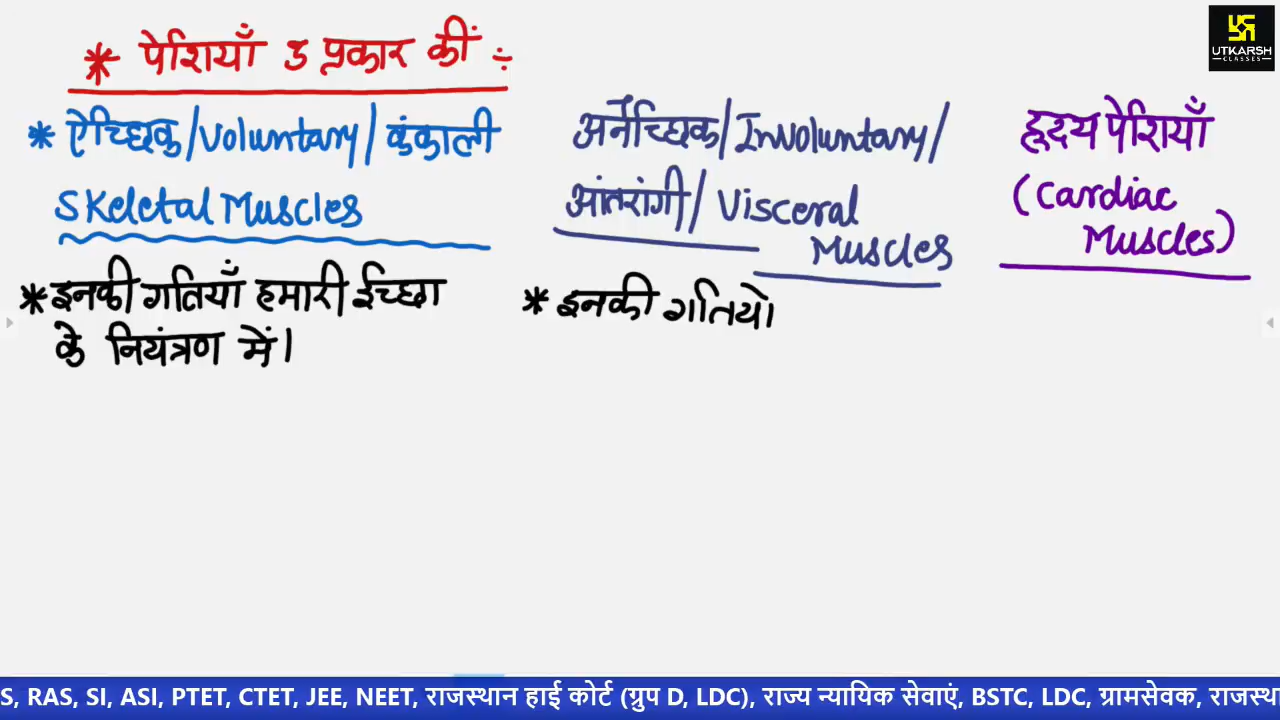 * पेशियाँ 3 प्रकार की ÷
UTKARSH
CLASSES
* ऐच्छिक/Voluntary/कंकाली
Skeletal Muscles
अनैच्छिक/Involuntary/
आंतरांगी/Visceral
Muscles
हृदय पेशियाँ
(Cardiac
Muscles)
* इनकी गतियाँ हमारी ईच्छा
के नियंत्रण में।
* इनकी गतियो
S, RAS, SI, ASI, PTET, CTET, JEE, NEET, राजस्थान हाई कोर्ट (ग्रुप D, LDC), राज्य न्यायिक सेवाएं, BSTC, LDC, ग्रामसेवक, राजस्थ